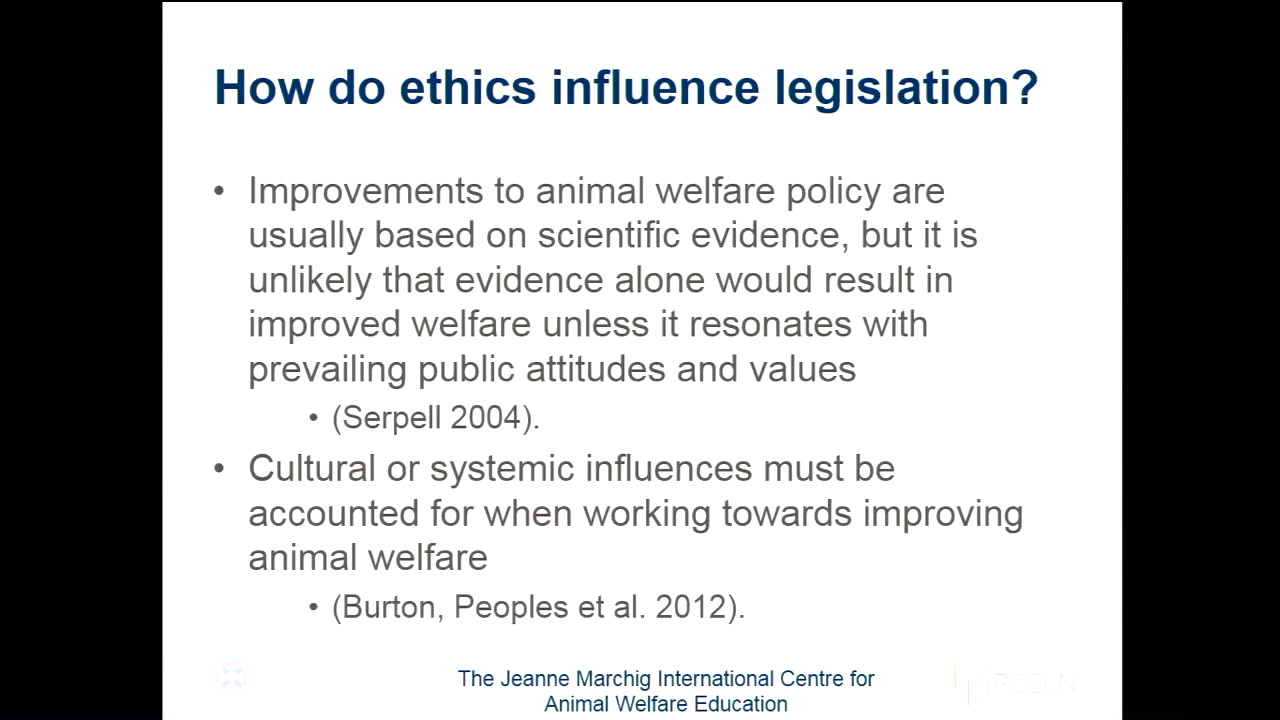 How do ethics influence legislation?
• Improvements to animal welfare policy are
usually based on scientific evidence, but it is
unlikely that evidence alone would result in
improved welfare unless it resonates with
prevailing public attitudes and values
• (Serpell 2004).
• Cultural or systemic influences must be
accounted for when working towards improving
animal welfare
• (Burton, Peoples et al. 2012).
The Jeanne Marchig International Centre for
Animal Welfare Education